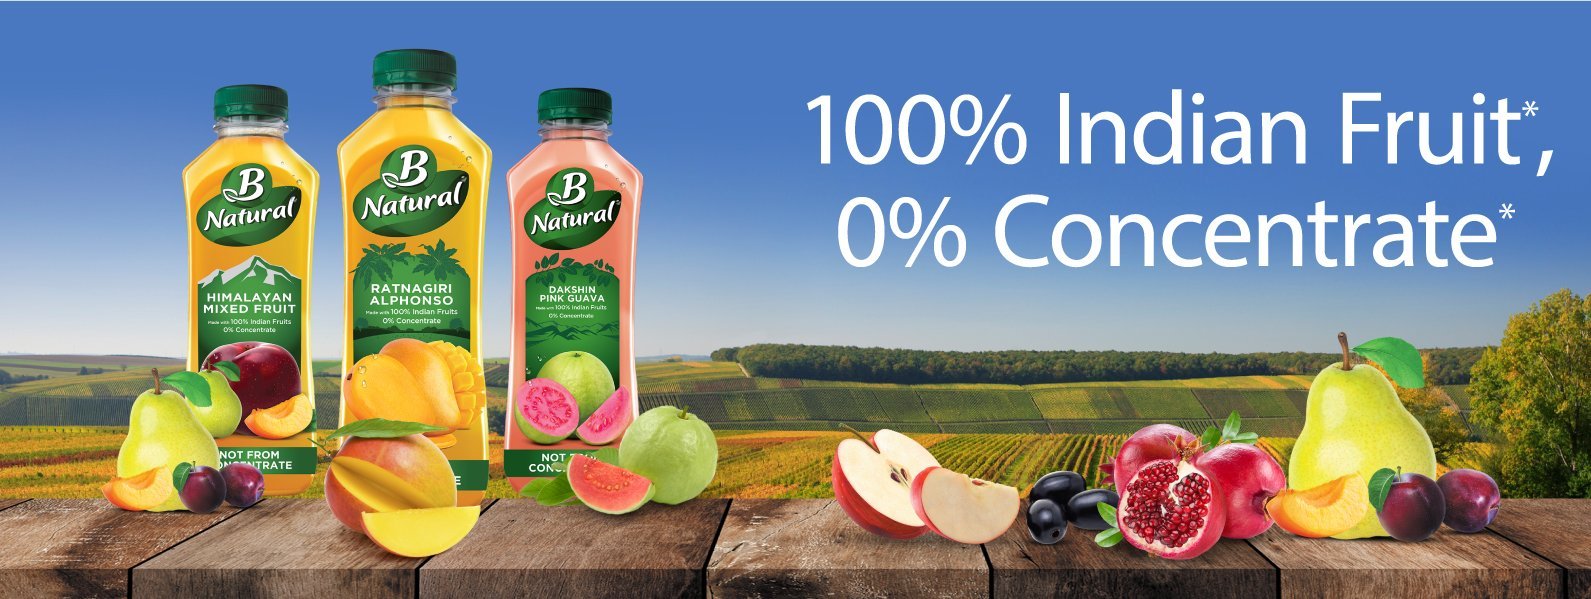 100% Indian Fruit*,
0% Concentrate*
B
Natural
HIMALAYAN
MIXED FRUIT
Made with 100% Indian Fruits
0% Concentrate
NOT FROM
B
Natural
RATNAGIRI
ALPHONSO
Made with 100% Indian Fruits
0% Concentrate
B
Natural
DAKSHIN
PINK GUAVA
Made with 100% Indian Fruits
0% Concentrate
NOT